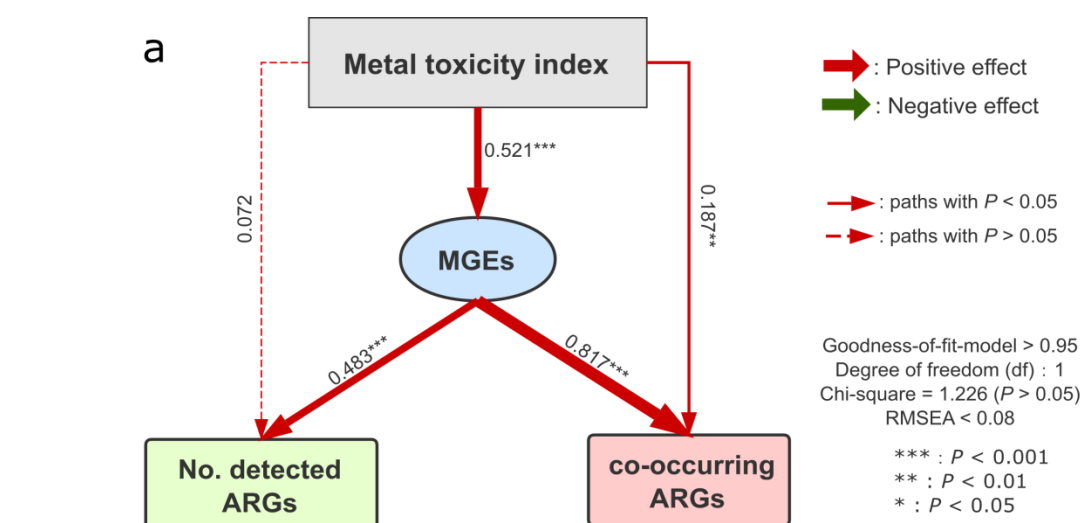 a
Metal toxicity index
: Positive effect
: Negative effect
0.521***
0.072
0.187**
: paths with P < 0.05
: paths with P > 0.05
MGEs
0.483***
0.817***
Goodness-of-fit-model > 0.95
Degree of freedom (df) : 1
Chi-square = 1.226 (P > 0.05)
RMSEA < 0.08
*** : P < 0.001
** : P < 0.01
* : P < 0.05
No. detected
ARGs
co-occurring
ARGs